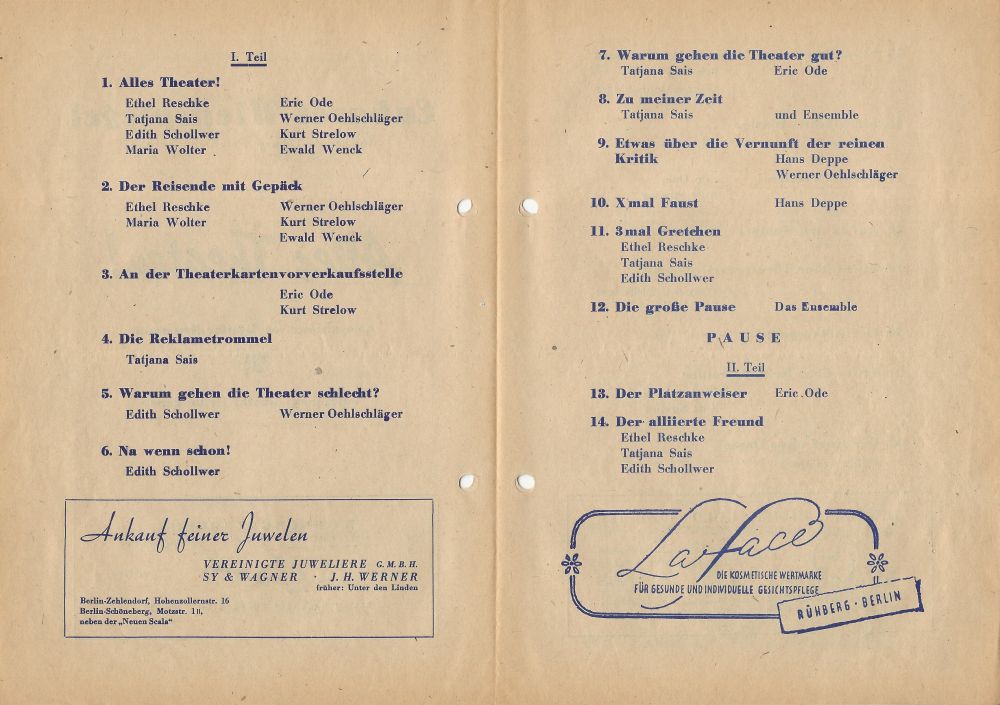 I. Teil
1. Alles Theater!
Ethel Reschke Eric Ode
Tatjana Sais Werner Oehlschläger
Edith Schollwer Kurt Strelow
Maria Wolter Ewald Wenck
2. Der Reisende mit Gepäck
Ethel Reschke Werner Oehlschläger
Maria Wolter Kurt Strelow
Ewald Wenck
3. An der Theaterkartenvorverkaufsstelle
Eric Ode
Kurt Strelow
4. Die Reklametrommel
Tatjana Sais
5. Warum gehen die Theater schlecht?
Edith Schollwer Werner Oehlschläger
6. Na wenn schon!
Edith Schollwer
Ankauf feiner Juwelen
VEREINIGTE JUWELIERE G.M.B.H.
SY & WAGNER · J. H. WERNER
früher: Unter den Linden
Berlin-Zehlendorf, Hohenzollernstr. 16
Berlin-Schöneberg, Motzstr. 11,
neben der „Neuen Scala"
7. Warum gehen die Theater gut?
Tatjana Sais Eric Ode
8. Zu meiner Zeit
Tatjana Sais und Ensemble
9. Etwas über die Vernunft der reinen
Kritik Hans Deppe
Werner Oehlschläger
10. Xmal Faust Hans Deppe
11. 3mal Gretchen
Ethel Reschke
Tatjana Sais
Edith Schollwer
12. Die große Pause Das Ensemble
PAUSE
II. Teil
13. Der Platzanweiser Eric Ode
14. Der alliierte Freund
Ethel Reschke
Tatjana Sais
Edith Schollwer
La face
DIE KOSMETISCHE WERTMARKE
FÜR GESUNDE UND INDIVIDUELLE GESICHTSPFLEGE
RÜHBERG · BERLIN